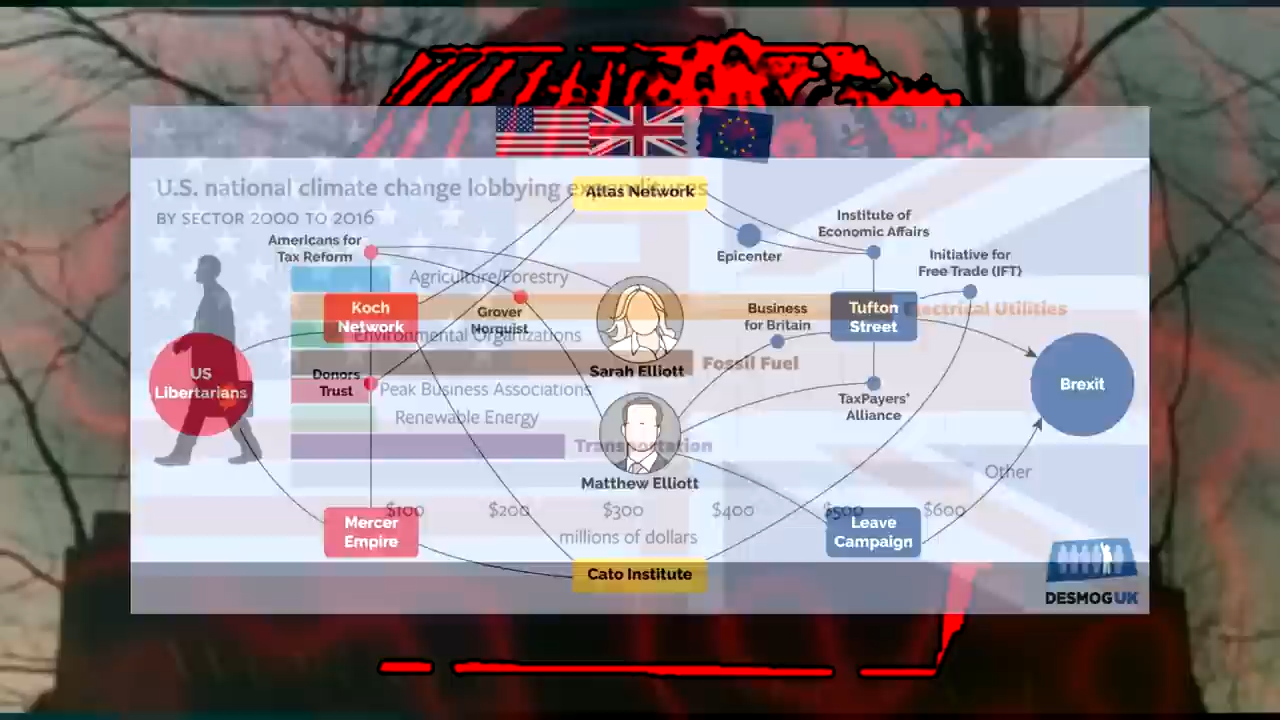 U.S. national climate change lobbying expenditures
Atlas Network
BY SECTOR 2000 TO 2016
Institute of
Economic Affairs
Americans for
Tax Reform
Epicenter
Initiative for
Free Trade (IFT)
Agriculture/Forestry
Koch
Network
Grover
Norquist
Business
for Britain
Tufton
Street
Electrical Utilities
Environmental Organizations
Sarah Elliott
Fossil Fuel
US
Libertarians
Donors
Trust
Peak Business Associations
Brexit
TaxPayers'
Alliance
Renewable Energy
Transportation
Matthew Elliott
Other
$100
$200
$300
$400
$500
$600
Mercer
Empire
Leave
Campaign
millions of dollars
Cato Institute
DESMOGUK